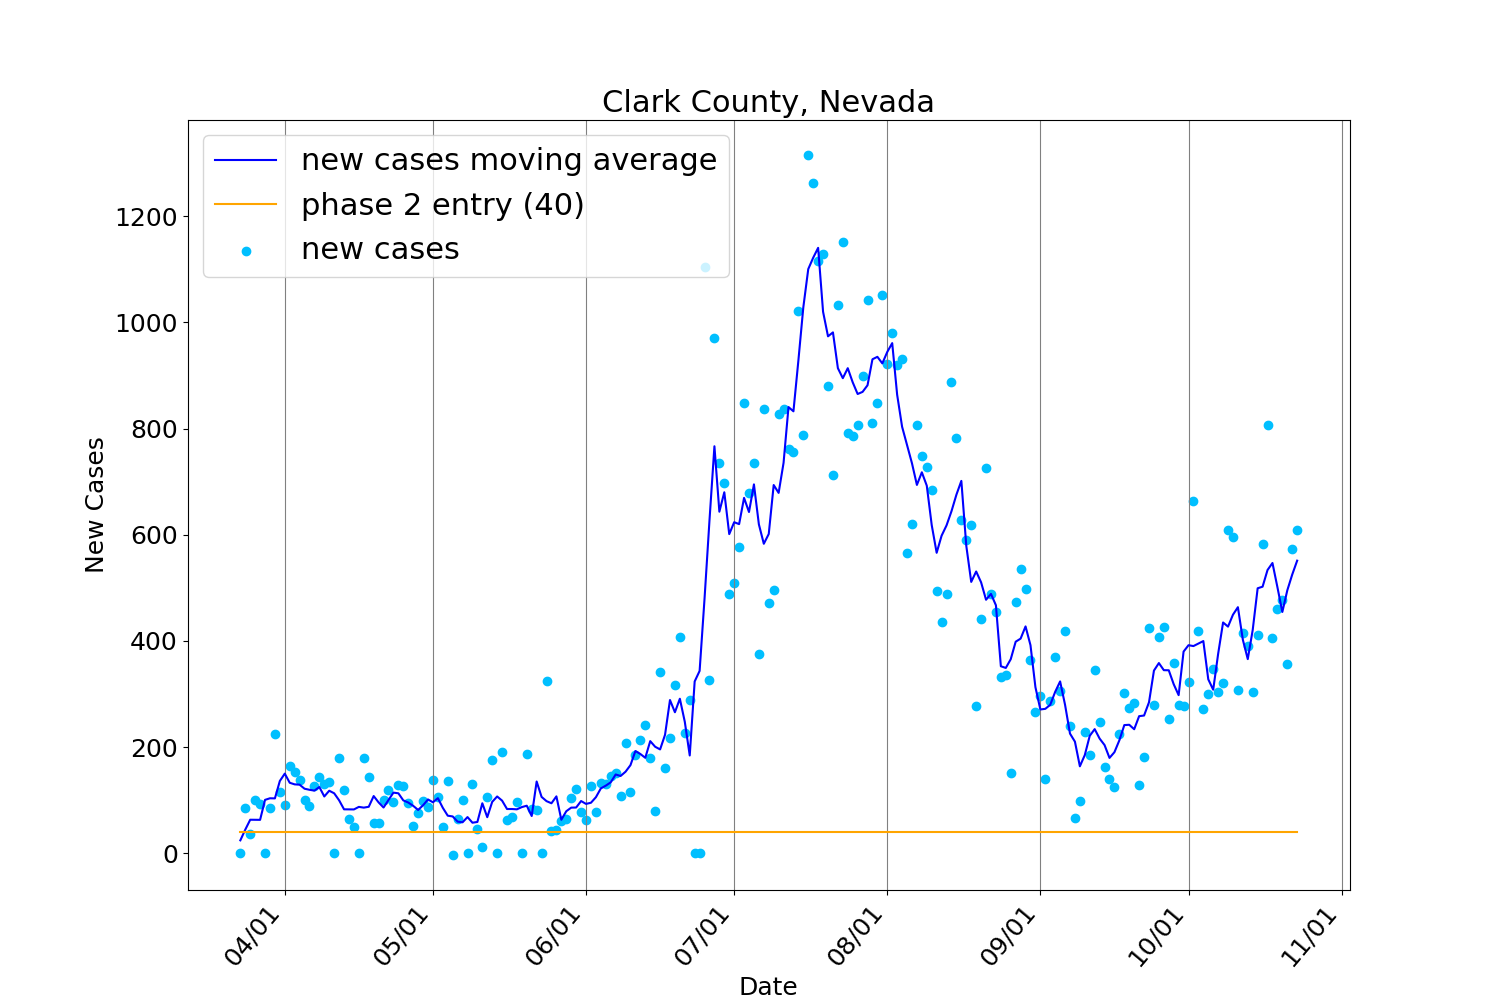 Clark County, Nevada
new cases moving average
phase 2 entry (40)
new cases
1200
1000
800
600
400
200
0
New Cases
04/01
05/01
06/01
07/01
08/01
09/01
10/01
11/01
Date